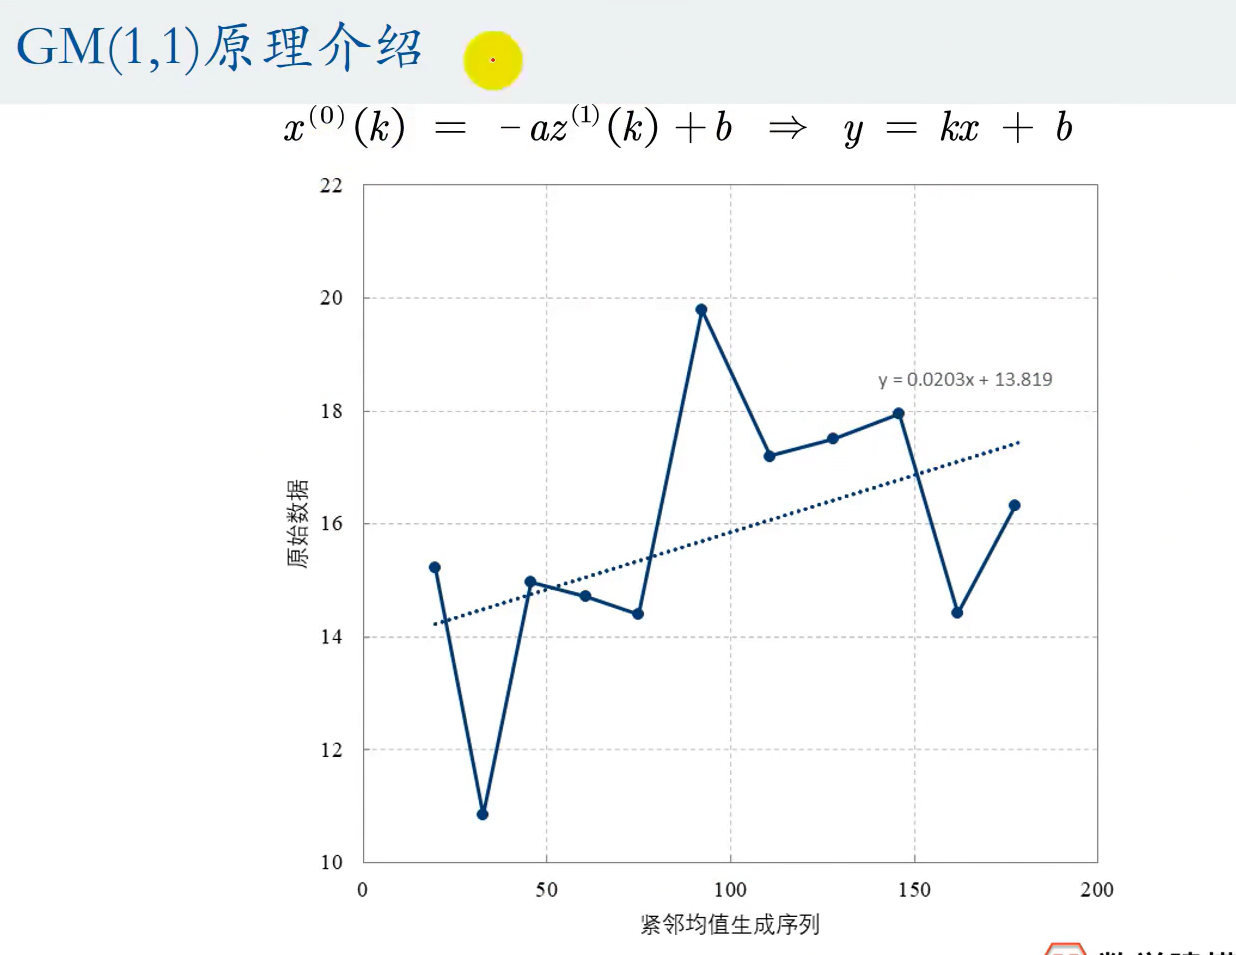 GM(1,1)原理介绍
x^{(0)}(k) = -az^{(1)}(k)+b ⇒ y = kx + b
22
20
y = 0.0203x + 13.819
18
原始数据
16
14
12
10
0 50 100 150 200
紧邻均值生成序列